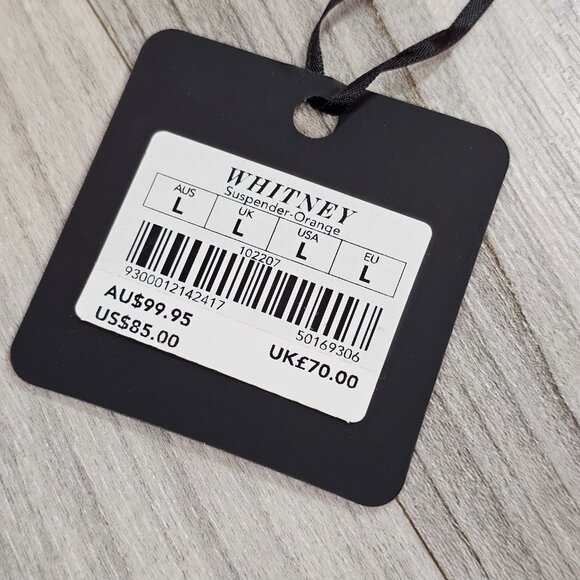 WHITNEY
Suspender-Orange
AUS UK USA EU
L L L L
102207
9300012142417 50169306
AU$99.95
US$85.00 UK£70.00